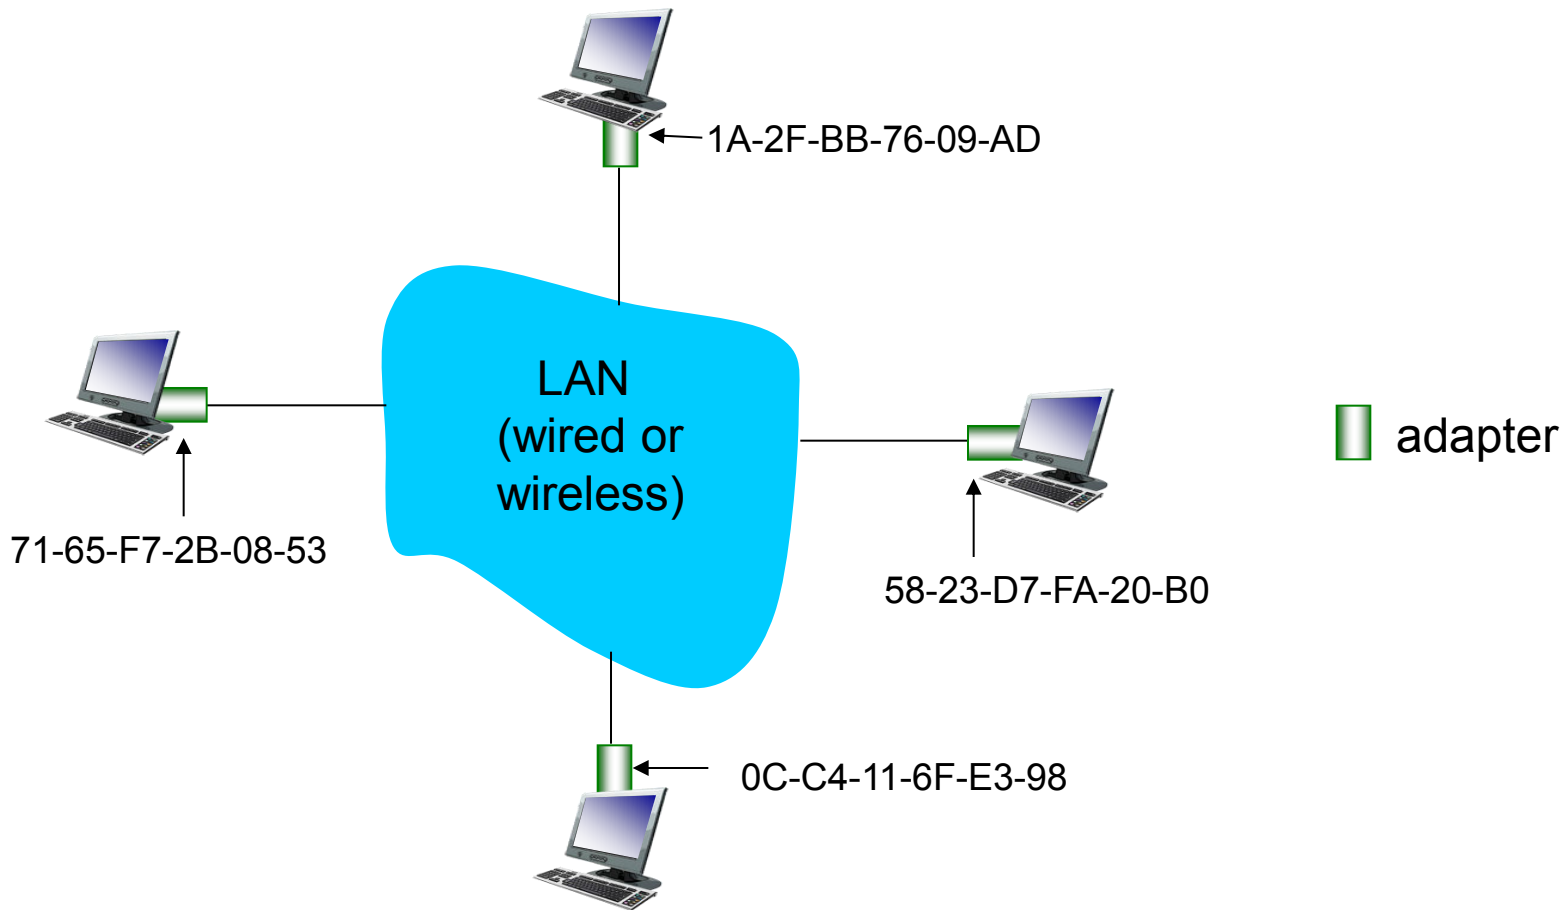 1A-2F-BB-76-09-AD
LAN
(wired or
wireless)
adapter
71-65-F7-2B-08-53
58-23-D7-FA-20-B0
0C-C4-11-6F-E3-98